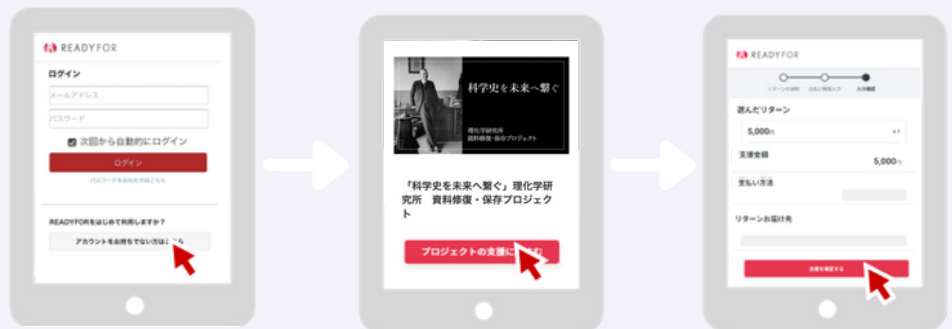 READYFOR
ログイン
メールアドレス
パスワード
次回から自動的にログイン
ログイン
パスワードを忘れた方はこちら
READYFORをはじめて利用しますか？
アカウントをお持ちでない方はこちら
科学史を未来へ繋ぐ
理化学研究所
資料修復・保存プロジェクト
「科学史を未来へ繋ぐ」理化学研
究所 資料修復・保存プロジェク
ト
プロジェクトの支援に む
READYFOR
入力確認
選んだリターン
5,000円
支援金額
5,000円
支払い方法
リターンお届け先
支援を確定する